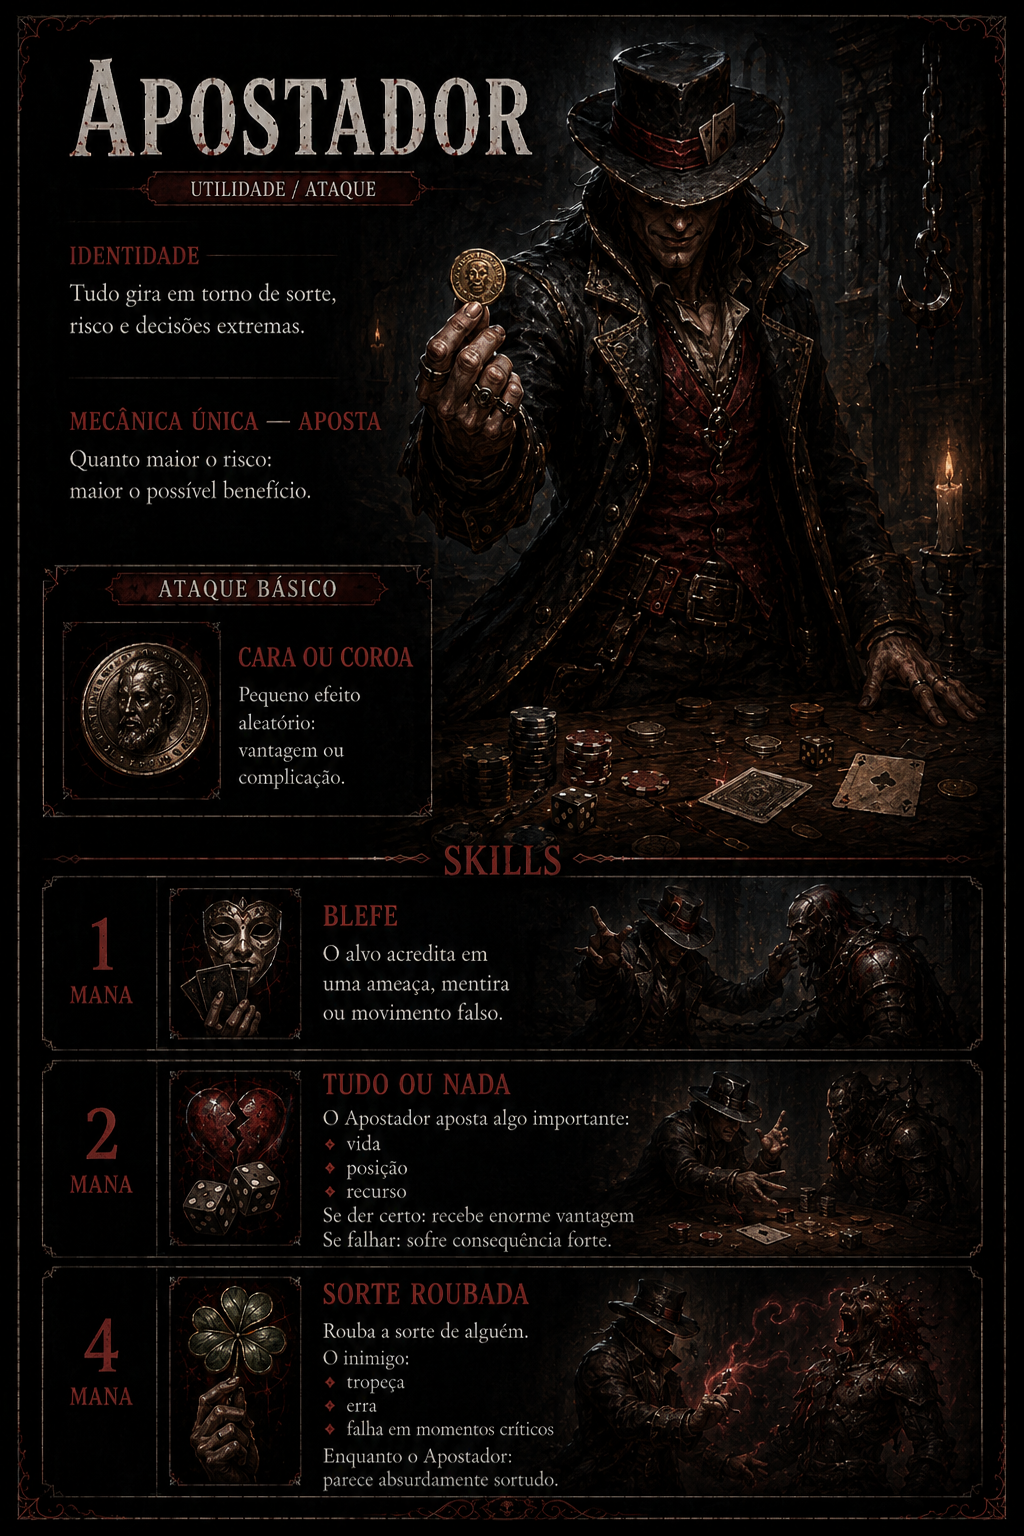 APOSTADOR
UTILIDADE / ATAQUE
IDENTIDADE
Tudo gira em torno de sorte,
risco e decisões extremas.
MECÂNICA ÚNICA — APOSTA
Quanto maior o risco:
maior o possível benefício.
ATAQUE BÁSICO
CARA OU COROA
Pequeno efeito
aleatório:
vantagem ou
complicação.
SKILLS
1
MANA
BLEFE
O alvo acredita em
uma ameaça, mentira
ou movimento falso.
2
MANA
TUDO OU NADA
O Apostador aposta algo importante:
vida
posição
recurso
Se der certo: recebe enorme vantagem
Se falhar: sofre consequência forte.
4
MANA
SORTE ROUBADA
Rouba a sorte de alguém.
O inimigo:
tropeça
erra
falha em momentos críticos
Enquanto o Apostador:
parece absurdamente sortudo.